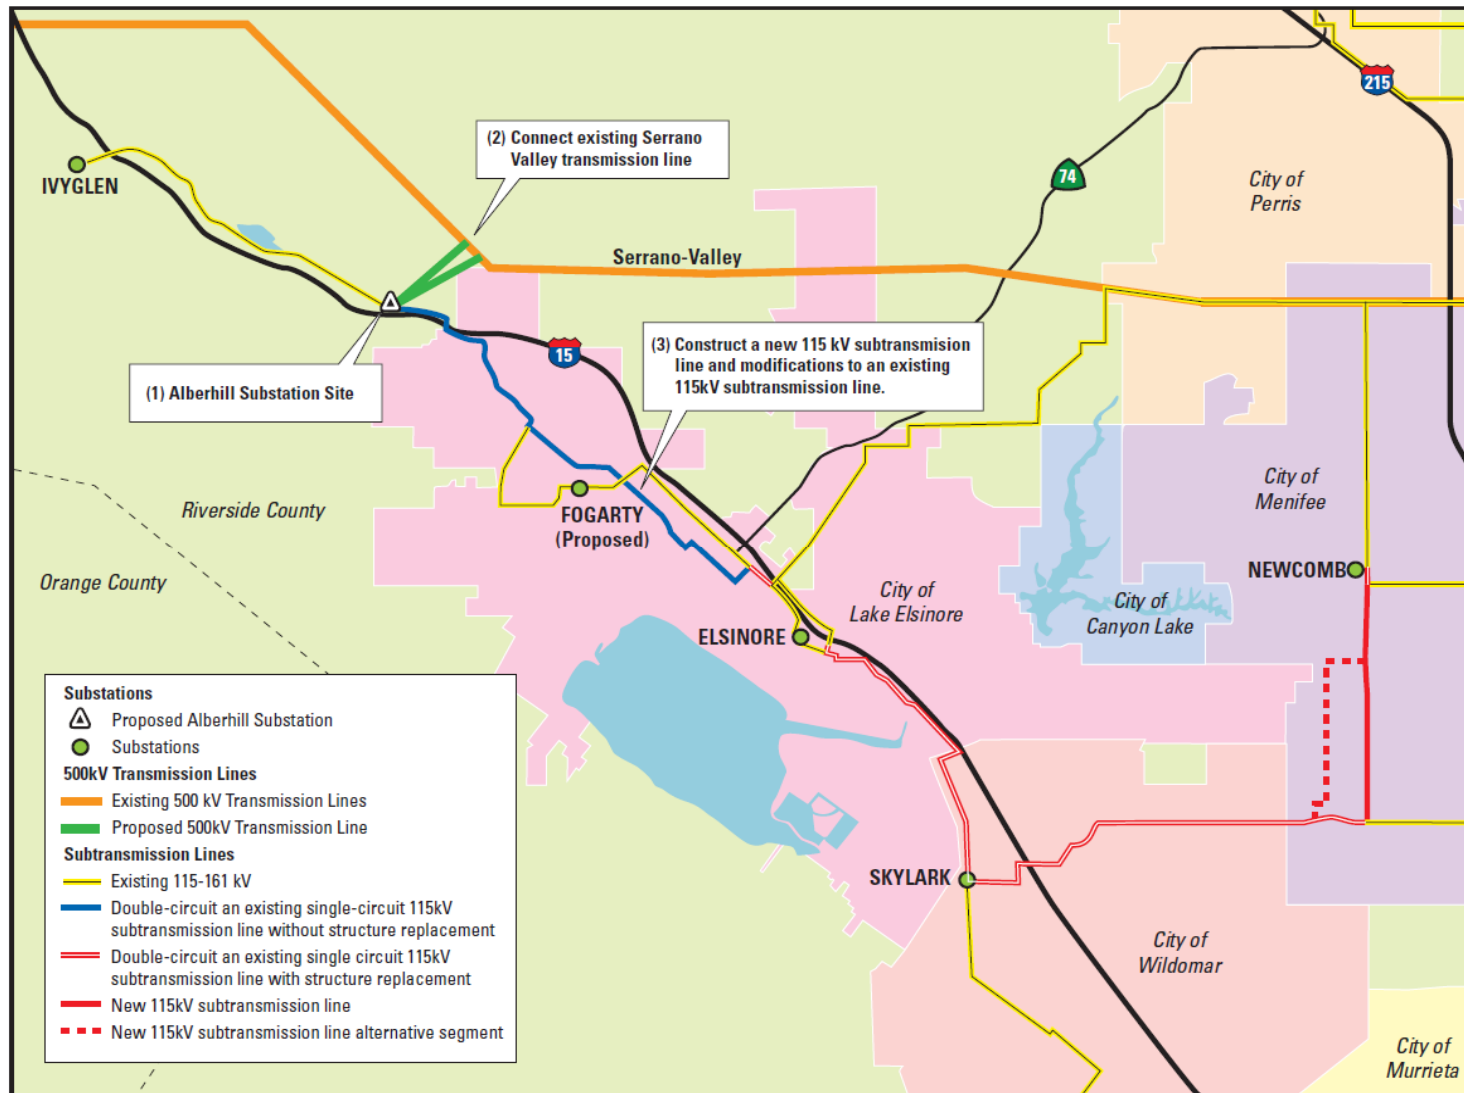 215
(2) Connect existing Serrano
Valley transmission line
IVYGLEN
74
City of
Perris
Serrano-Valley
(3) Construct a new 115 kV subtransmision
line and modifications to an existing
115kV subtransmission line.
15
(1) Alberhill Substation Site
City of
Menifee
Riverside County
FOGARTY
(Proposed)
Orange County
NEWCOMB
City of
Lake Elsinore
City of
Canyon Lake
ELSINORE
Substations
Proposed Alberhill Substation
Substations
500kV Transmission Lines
Existing 500 kV Transmission Lines
Proposed 500kV Transmission Line
Subtransmission Lines
Existing 115-161 kV
Double-circuit an existing single-circuit 115kV
subtransmission line without structure replacement
Double-circuit an existing single circuit 115kV
subtransmission line with structure replacement
New 115kV subtransmission line
New 115kV subtransmission line alternative segment
SKYLARK
City of
Wildomar
City of
Murrieta